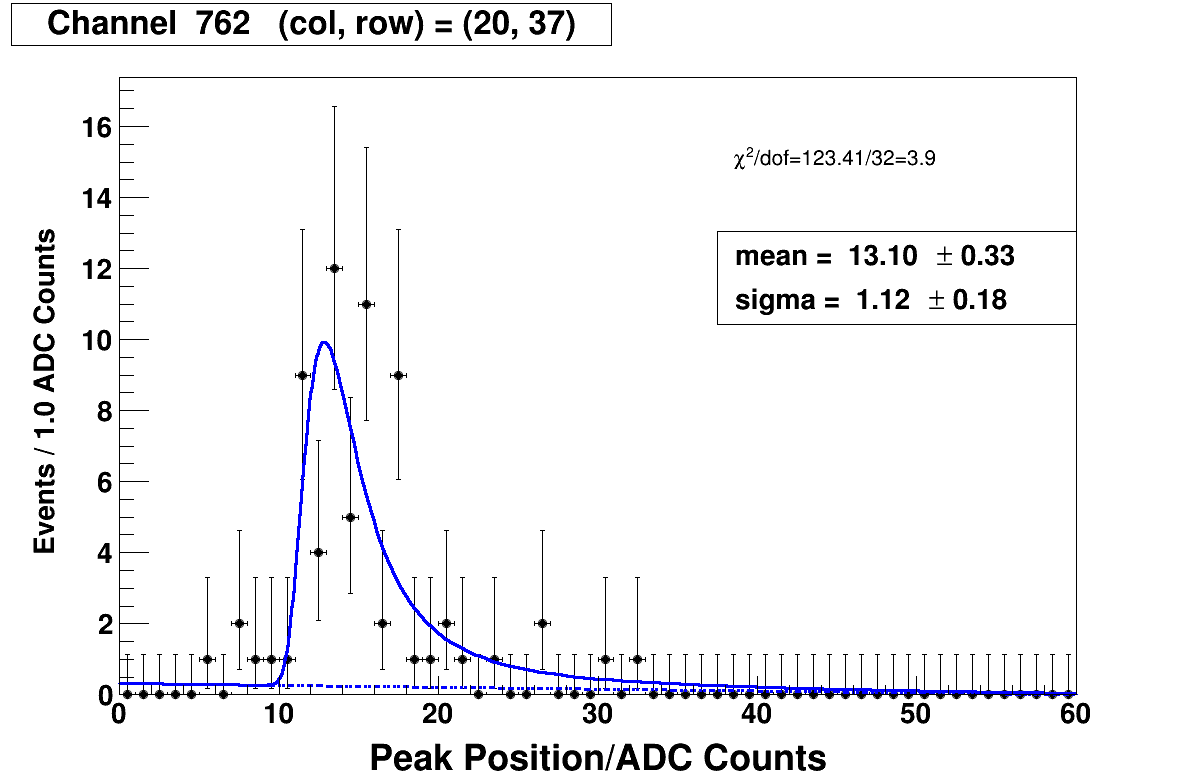 Channel 762 (col, row) = (20, 37)
16
14
12
10
8
6
4
2
0
Events / 1.0 ADC Counts
χ²/dof=123.41/32=3.9
mean = 13.10 ± 0.33
sigma = 1.12 ± 0.18
0 10 20 30 40 50 60
Peak Position/ADC Counts